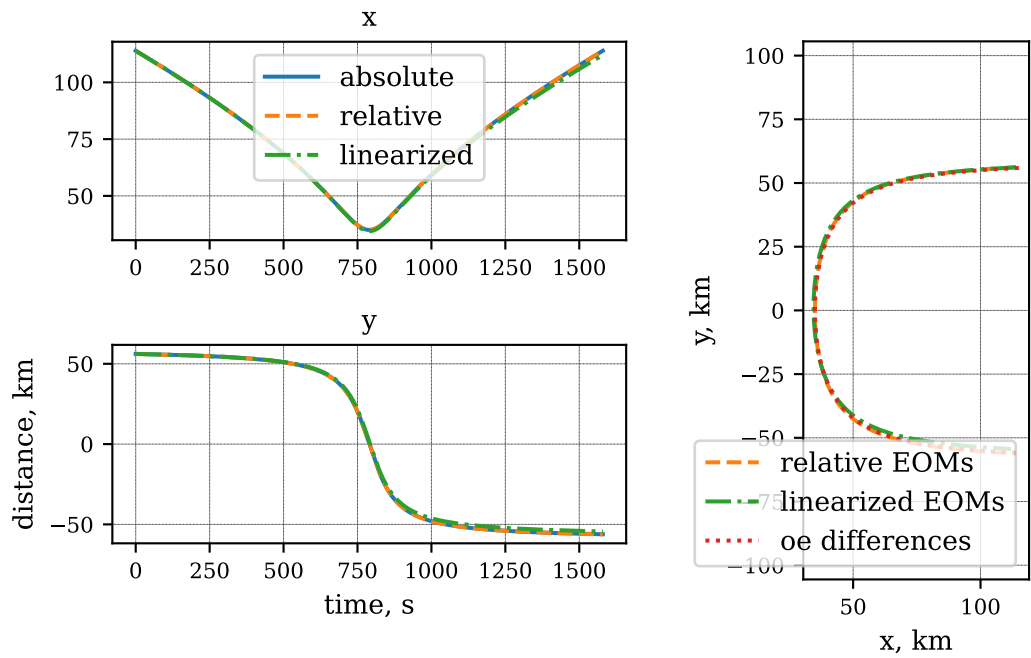 x
100
75
50
absolute
relative
linearized
0 250 500 750 1000 1250 1500
y
distance, km
50
0
−50
0 250 500 750 1000 1250 1500
time, s
y, km
100
75
50
25
0
−25
−50
−75
−100
relative EOMs
linearized EOMs
oe differences
50 100
x, km